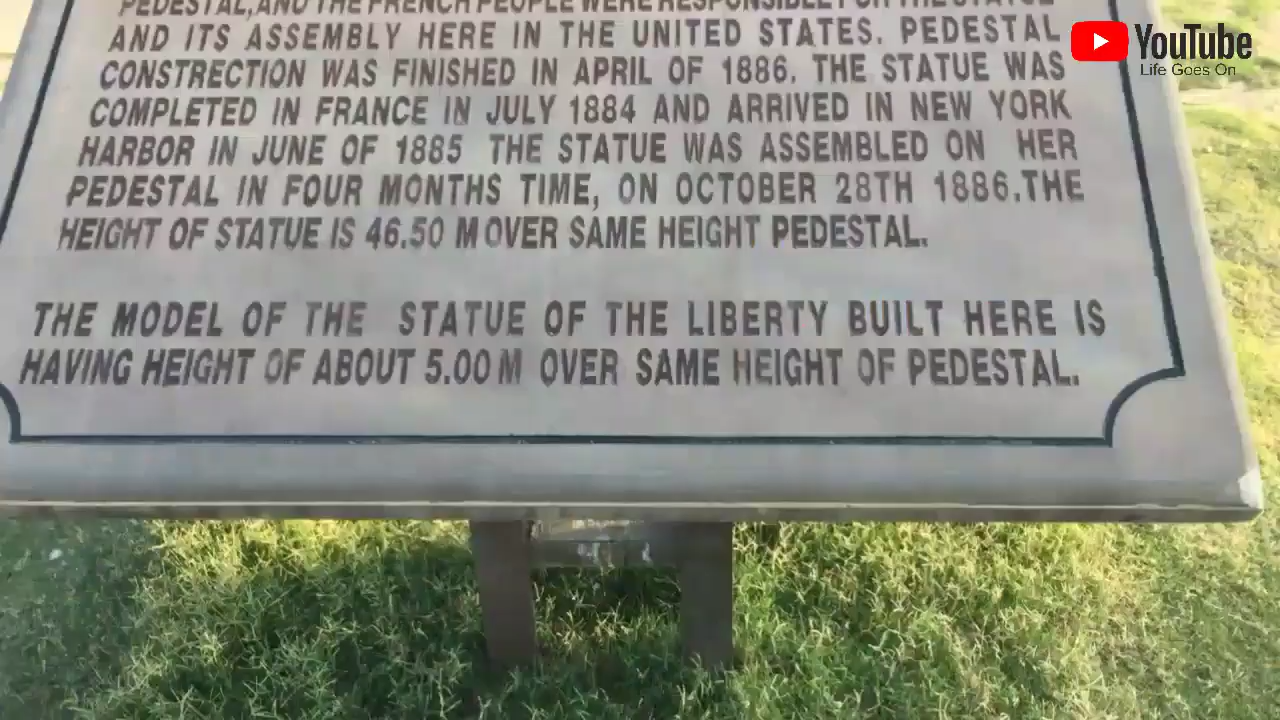 PEDESTAL,AND THE FRENCH PEOPLE WERE RESPONSIBLE FOR THE STATUE
AND ITS ASSEMBLY HERE IN THE UNITED STATES. PEDESTAL
CONSTRECTION WAS FINISHED IN APRIL OF 1886. THE STATUE WAS
COMPLETED IN FRANCE IN JULY 1884 AND ARRIVED IN NEW YORK
HARBOR IN JUNE OF 1885 THE STATUE WAS ASSEMBLED ON HER
PEDESTAL IN FOUR MONTHS TIME, ON OCTOBER 28TH 1886.THE
HEIGHT OF STATUE IS 46.50 M OVER SAME HEIGHT PEDESTAL.
THE MODEL OF THE STATUE OF THE LIBERTY BUILT HERE IS
HAVING HEIGHT OF ABOUT 5.00 M OVER SAME HEIGHT OF PEDESTAL.
YouTube
Life Goes On